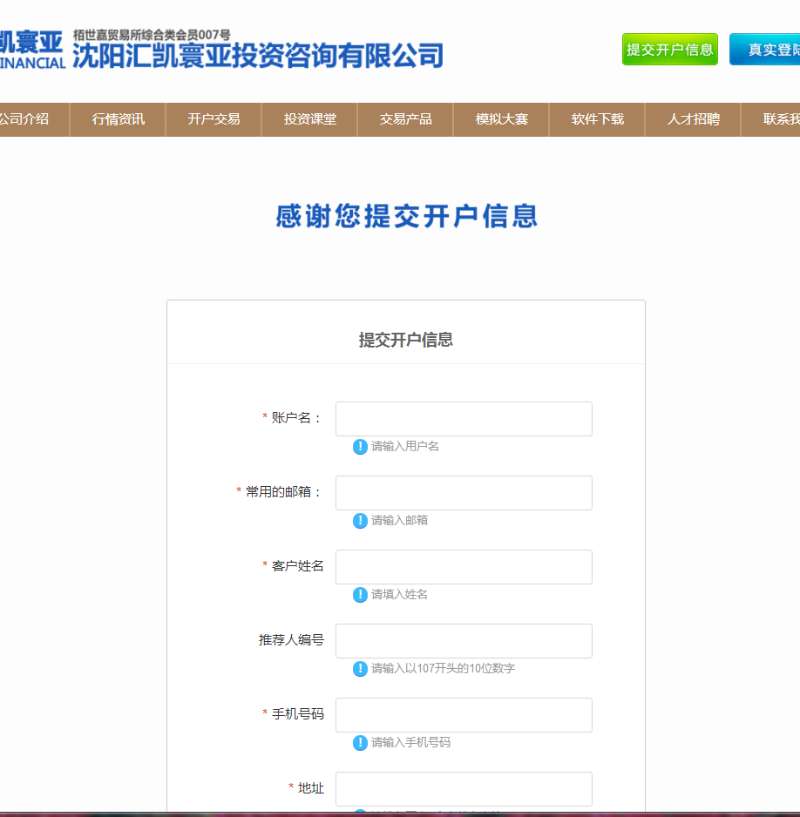 凯寰亚
INANCIAL
栢世嘉贸易所综合类会员007号
沈阳汇凯寰亚投资咨询有限公司
提交开户信息
真实登陆
公司介绍 行情资讯 开户交易 投资课堂 交易产品 模拟大赛 软件下载 人才招聘 联系我
感谢您提交开户信息
提交开户信息
* 账户名：
请输入用户名
* 常用的邮箱：
请输入邮箱
* 客户姓名
请填入姓名
推荐人编号
请输入以107开头的10位数字
* 手机号码
请输入手机号码
* 地址